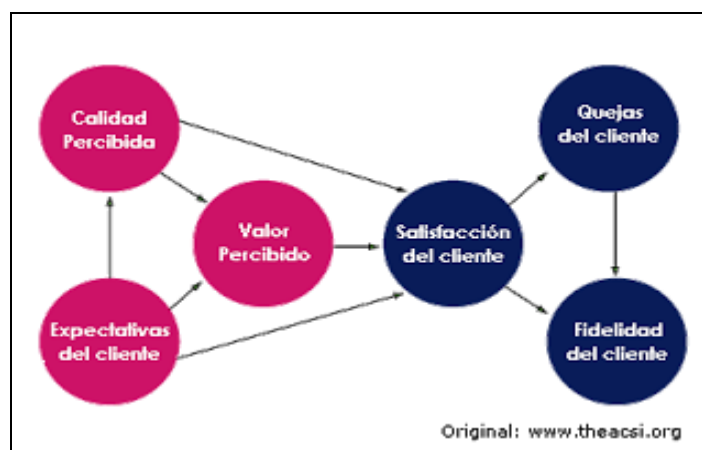 Calidad
Percibida
Quejas
del cliente
Valor
Percibido
Satisfacción
del cliente
Expectativas
del cliente
Fidelidad
del cliente
Original: www.theacsi.org